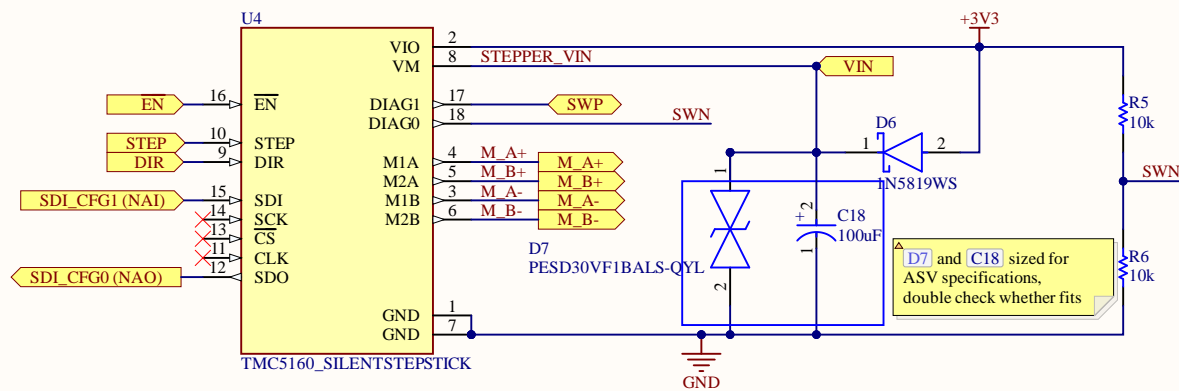 U4
+3V3
VIO
2
VM
8
STEPPER_VIN
VIN
EN
16
EN
DIAG1
17
SWP
DIAG0
18
SWN
STEP
10
STEP
DIR
9
DIR
M1A
4
M_A+
M_A+
M2A
5
M_B+
M_B+
M1B
3
M_A-
M_A-
M2B
6
M_B-
M_B-
SDI_CFG1 (NAI)
15
SDI
14
SCK
13
CS
11
CLK
SDI_CFG0 (NAO)
12
SDO
GND
1
GND
7
TMC5160_SILENTSTEPSTICK
D6
1
2
1N5819WS
R5
10k
SWN
1
2
D7
PESD30VF1BALS-QYL
2
+
1
C18
100uF
D7 and C18 sized for
ASV specifications,
double check whether fits
R6
10k
GND